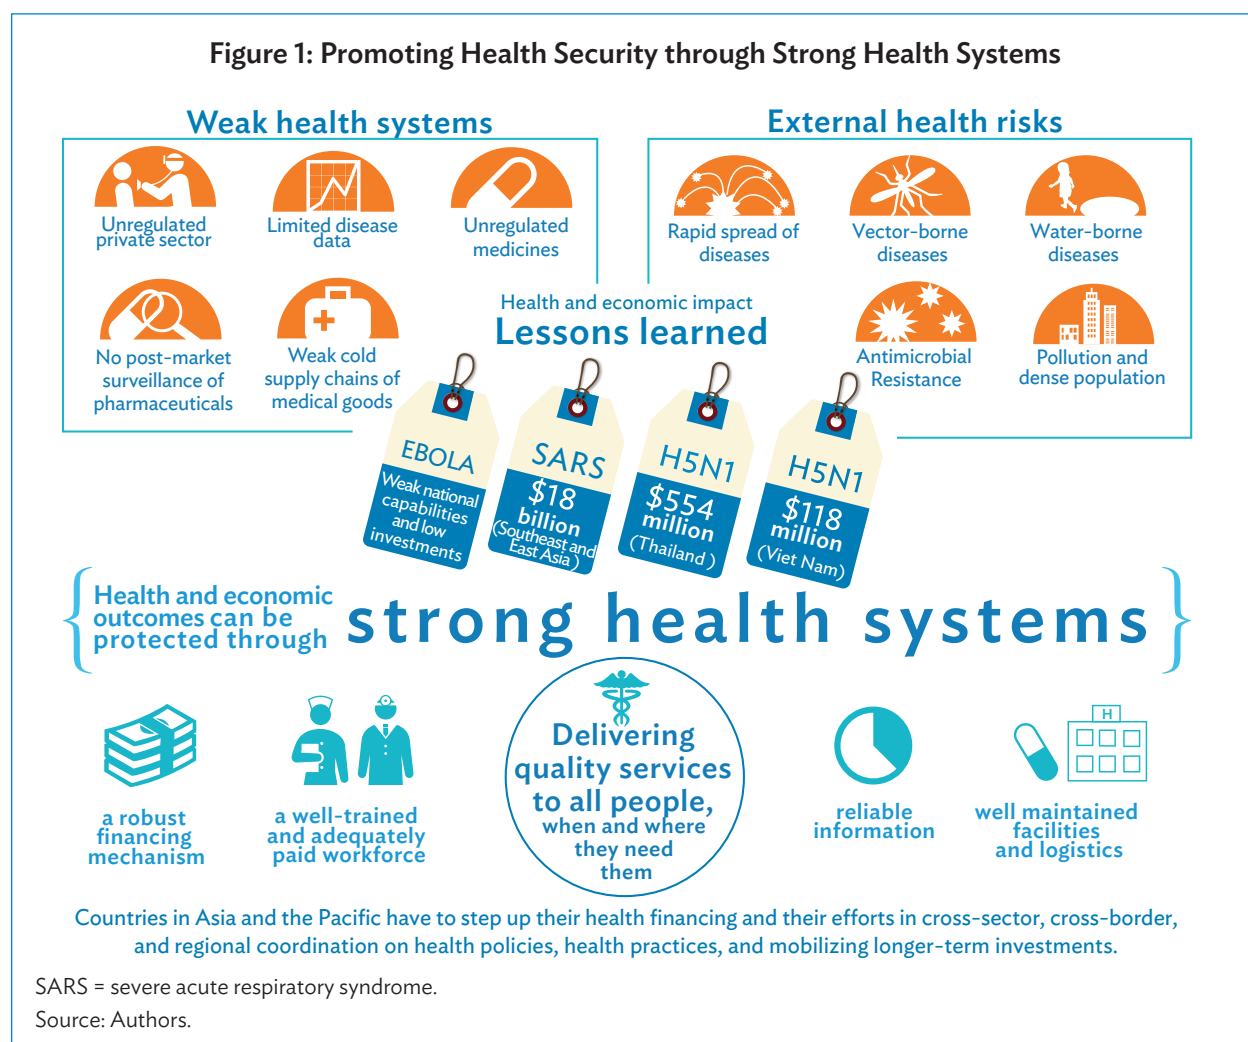 Figure 1: Promoting Health Security through Strong Health Systems
Weak health systems
Unregulated
private sector
Limited disease
data
Unregulated
medicines
No post-market
surveillance of
pharmaceuticals
Weak cold
supply chains of
medical goods
External health risks
Rapid spread of
diseases
Vector-borne
diseases
Water-borne
diseases
Antimicrobial
Resistance
Pollution and
dense population
Health and economic impact
Lessons learned
EBOLA
Weak national
capabilities
and low
investments
SARS
$18
billion
(Southeast and
East Asia)
H5N1
$554
million
(Thailand)
H5N1
$118
million
(Viet Nam)
Health and economic
outcomes can be
protected through
strong health systems
a robust
financing
mechanism
a well-trained
and adequately
paid workforce
Delivering
quality services
to all people,
when and where
they need
them
reliable
information
H
well maintained
facilities
and logistics
Countries in Asia and the Pacific have to step up their health financing and their efforts in cross-sector, cross-border,
and regional coordination on health policies, health practices, and mobilizing longer-term investments.
SARS = severe acute respiratory syndrome.
Source: Authors.